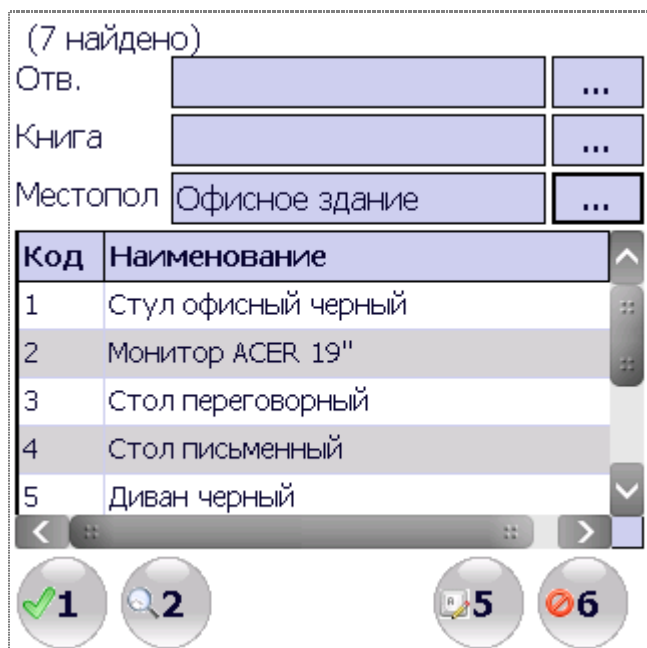 (7 найдено)
Отв. ...
Книга ...
Местопол Офисное здание ...
Код Наименование
1 Стул офисный черный
2 Монитор ACER 19"
3 Стол переговорный
4 Стол письменный
5 Диван черный
1 2 5 6